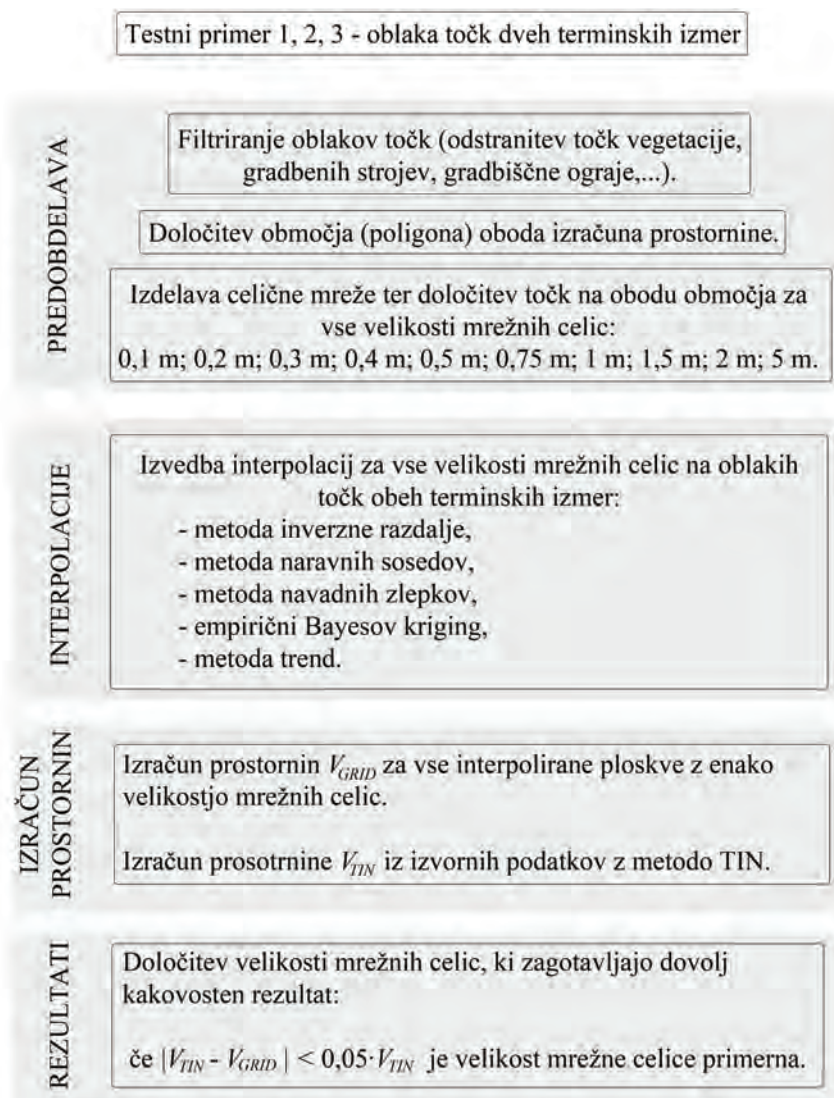 Testni primer 1, 2, 3 - oblaka točk dveh terminskih izmer
PREDOBDELAVA
Filtriranje oblakov točk (odstranitev točk vegetacije,
gradbenih strojev, gradbiščne ograje,...).
Določitev območja (poligona) oboda izračuna prostornine.
Izdelava celične mreže ter določitev točk na obodu območja za
vse velikosti mrežnih celic:
0,1 m; 0,2 m; 0,3 m; 0,4 m; 0,5 m; 0,75 m; 1 m; 1,5 m; 2 m; 5 m.
INTERPOLACIJE
Izvedba interpolacij za vse velikosti mrežnih celic na oblakih
točk obeh terminskih izmer:
- metoda inverzne razdalje,
- metoda naravnih sosedov,
- metoda navadnih zlepkov,
- empirični Bayesov kriging,
- metoda trend.
IZRAČUN
PROSTORNIN
Izračun prostornin V_GRID za vse interpolirane ploskve z enako
velikostjo mrežnih celic.
Izračun prosotrnine V_TIN iz izvornih podatkov z metodo TIN.
REZULTATI
Določitev velikosti mrežnih celic, ki zagotavljajo dovolj
kakovosten rezultat:
če |V_TIN - V_GRID | < 0,05·V_TIN je velikost mrežne celice primerna.